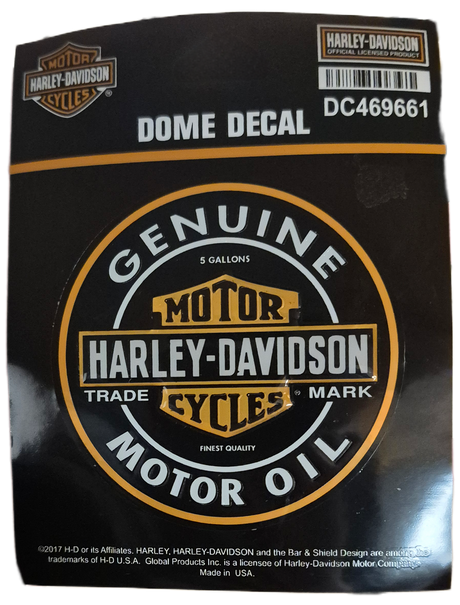 MOTOR
HARLEY-DAVIDSON
CYCLES
®
HARLEY-DAVIDSON
OFFICIAL LICENSED PRODUCT
DC469661
DOME DECAL
GENUINE
5 GALLONS
MOTOR
HARLEY-DAVIDSON
TRADE CYCLES ® MARK
FINEST QUALITY
MOTOR OIL
©2017 H-D or its Affiliates. HARLEY, HARLEY-DAVIDSON and the Bar & Shield Design are among the
trademarks of H-D U.S.A. Global Products Inc. is a licensee of Harley-Davidson Motor Company.
Made in USA.